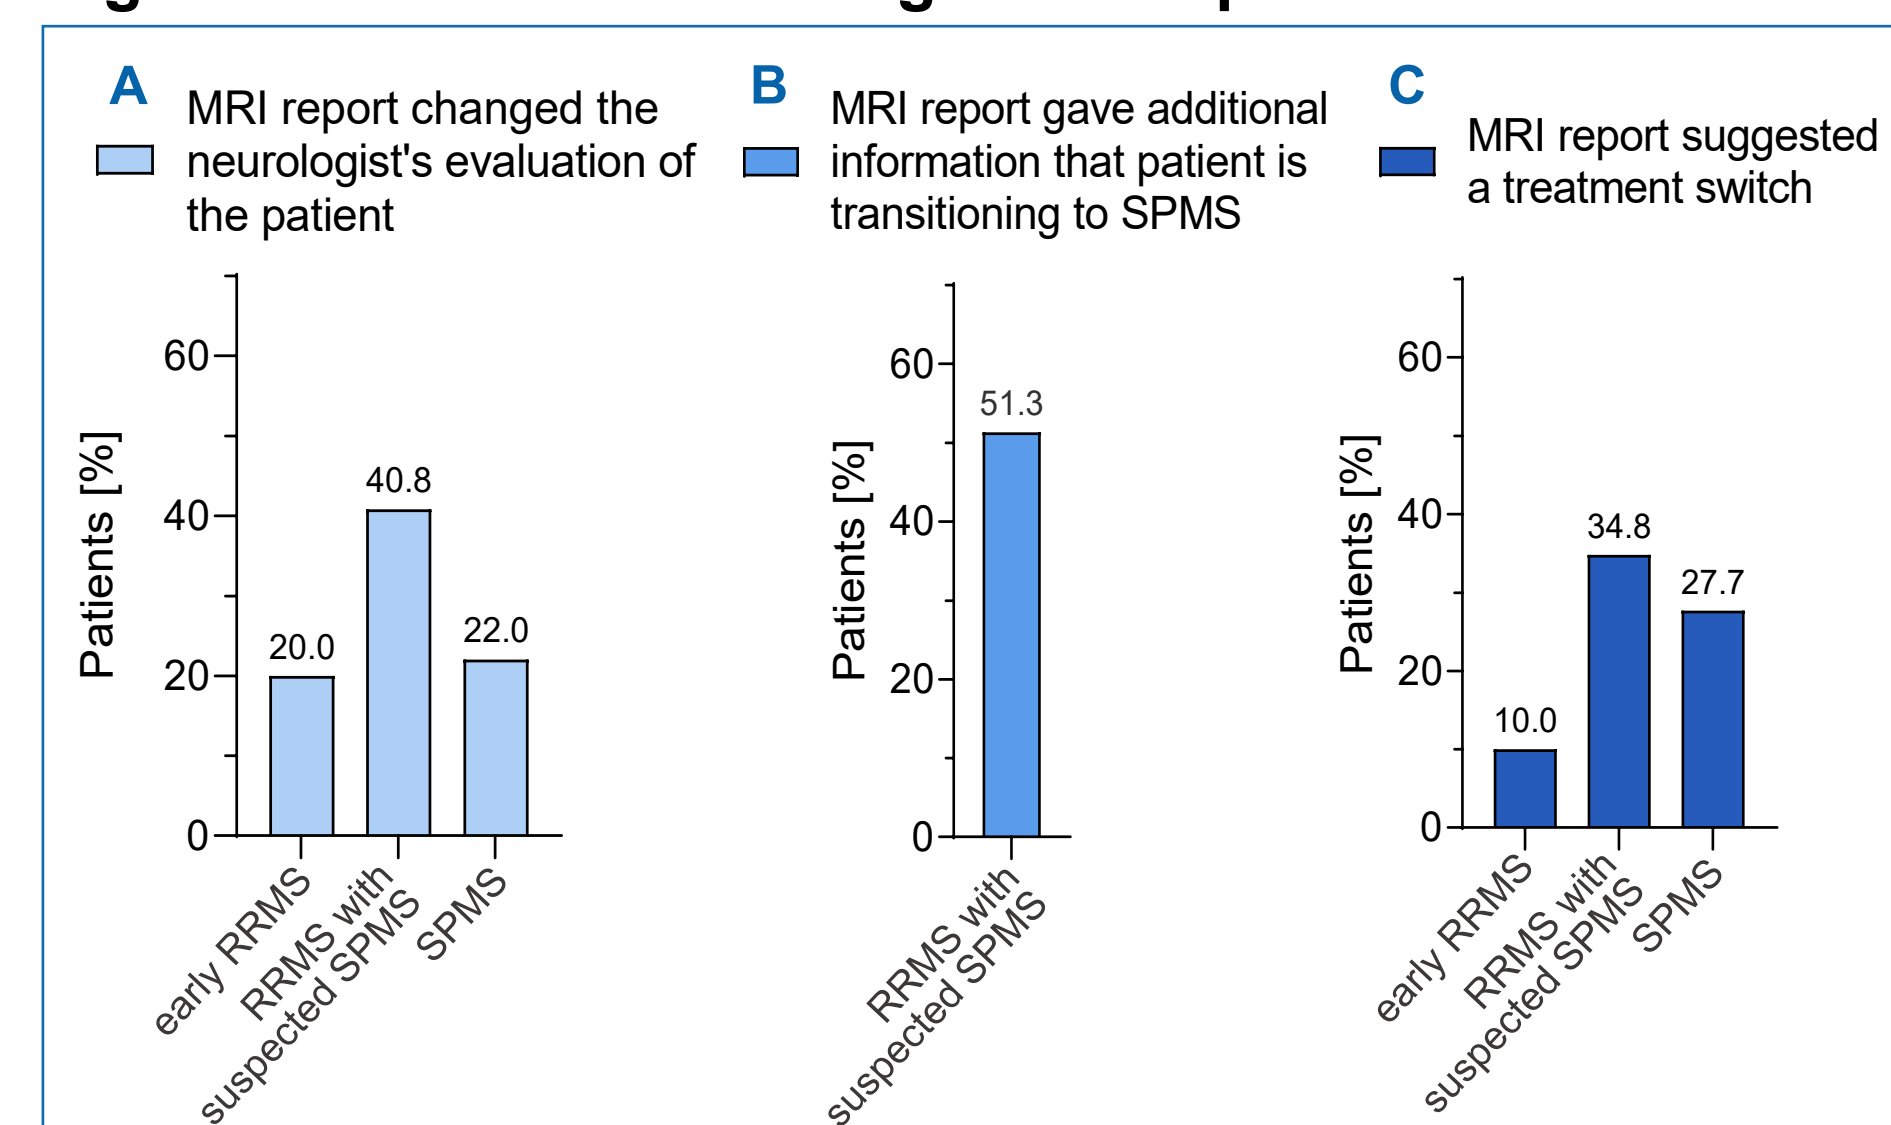 A
MRI report changed the
neurologist's evaluation of
the patient
Patients [%]
60
40
20
0
20.0
40.8
22.0
early RRMS
RRMS with
suspected SPMS
SPMS
B
MRI report gave additional
information that patient is
transitioning to SPMS
Patients [%]
60
40
20
0
51.3
RRMS with
suspected SPMS
C
MRI report suggested
a treatment switch
Patients [%]
60
40
20
0
10.0
34.8
27.7
early RRMS
RRMS with
suspected SPMS
SPMS